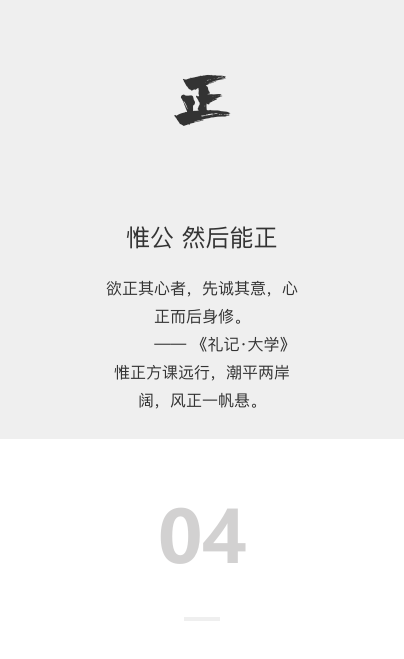 正
惟公 然后能正
欲正其心者，先诚其意，心
正而后身修。
—— 《礼记·大学》
惟正方课远行，潮平两岸
阔，风正一帆悬。
04